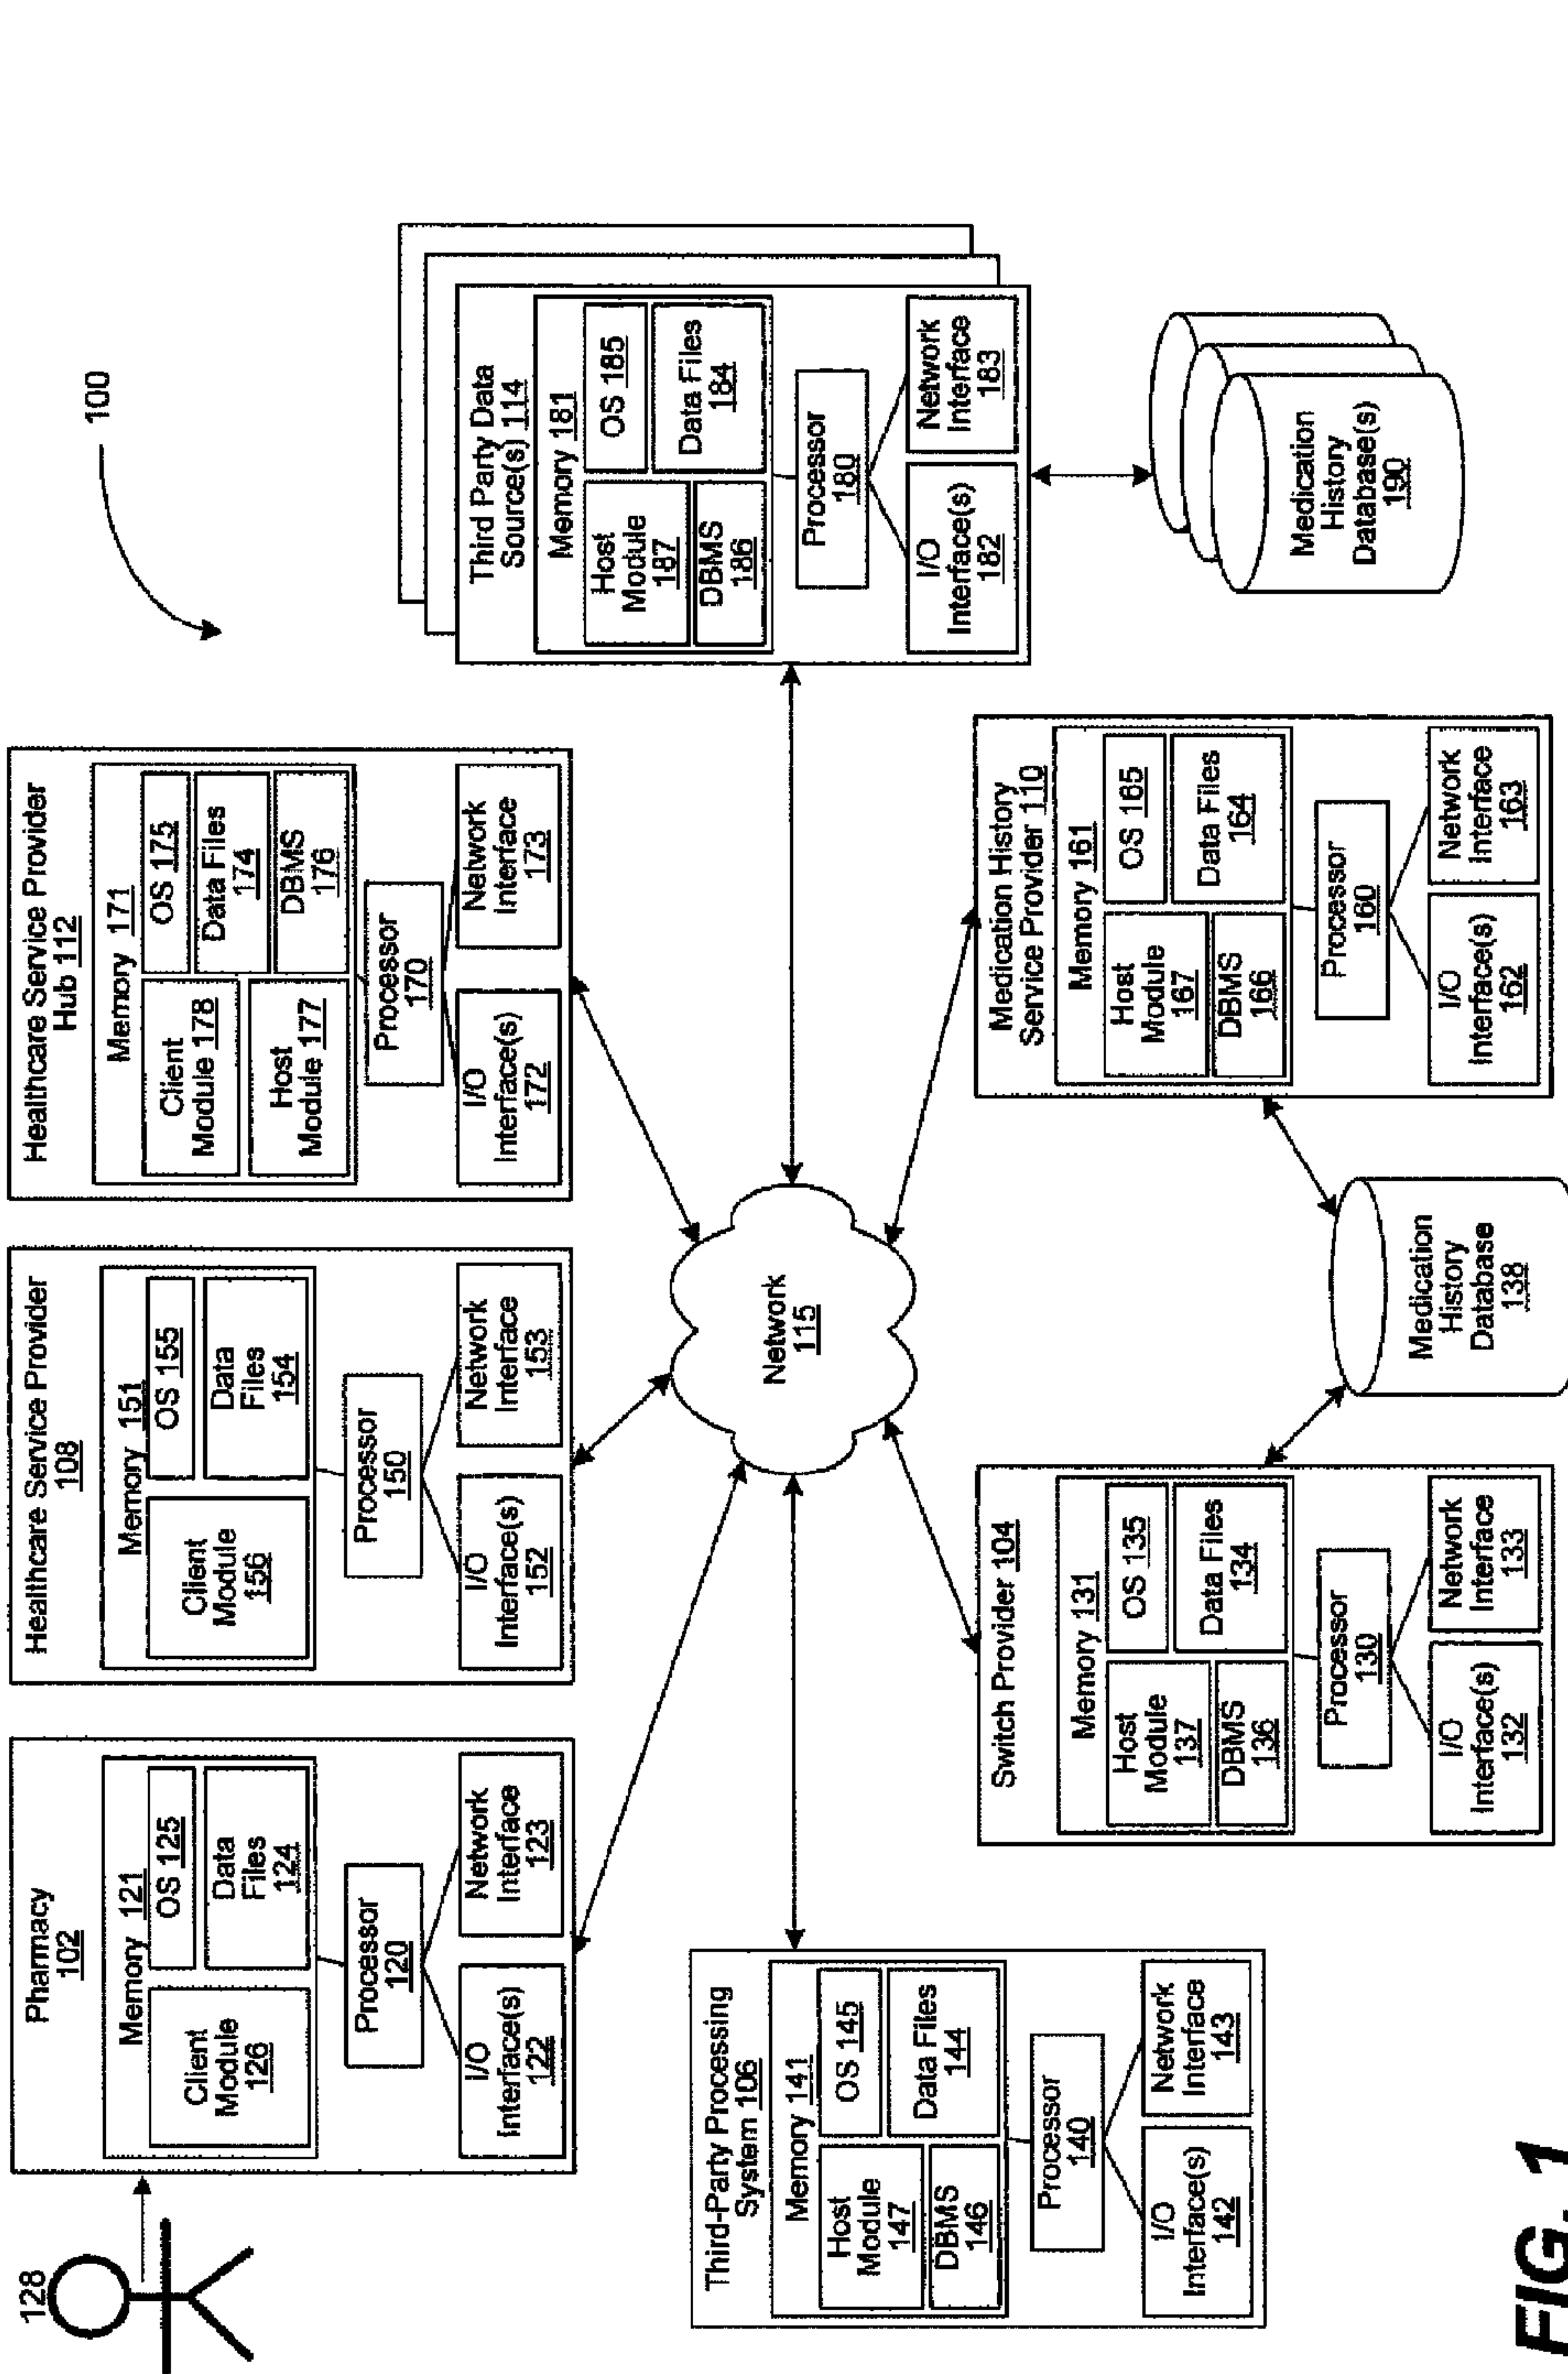 100
128
Pharmacy
102
Memory 121
Client
Module
126
OS 125
Data
Files
124
Processor
120
I/O
Interface(s)
122
Network
Interface
123
Healthcare Service Provider
108
Memory 151
Client
Module
156
OS 155
Data
Files
154
Processor
150
I/O
Interface(s)
152
Network
Interface
153
Healthcare Service Provider
Hub 112
Memory 171
Client
Module 178
Host
Module 177
OS 175
Data Files
174
DBMS
176
Processor
170
I/O
Interface(s)
172
Network
Interface
173
Network
115
Third Party Data
Source(s) 114
Memory 181
Host
Module
187
DBMS
186
OS 185
Data Files
184
Processor
180
I/O
Interface(s)
182
Network
Interface
183
Medication
History
Database(s)
190
Third-Party Processing
System 106
Memory 141
Host
Module
147
DBMS
146
OS 145
Data Files
144
Processor
140
I/O
Interface(s)
142
Network
Interface
143
Switch Provider 104
Memory 131
Host
Module
137
DBMS
136
OS 135
Data Files
134
Processor
130
I/O
Interface(s)
132
Network
Interface
133
Medication
History
Database
138
Medication History
Service Provider 110
Memory 161
Host
Module
167
DBMS
166
OS 165
Data Files
164
Processor
160
I/O
Interface(s)
162
Network
Interface
163
FIG. 1